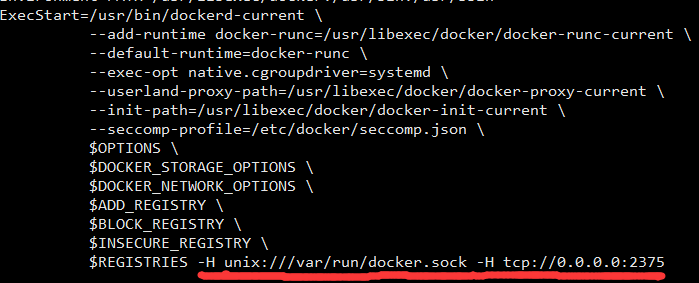 ExecStart=/usr/bin/dockerd-current \
--add-runtime docker-runc=/usr/libexec/docker/docker-runc-current \
--default-runtime=docker-runc \
--exec-opt native.cgroupdriver=systemd \
--userland-proxy-path=/usr/libexec/docker/docker-proxy-current \
--init-path=/usr/libexec/docker/docker-init-current \
--seccomp-profile=/etc/docker/seccomp.json \
$OPTIONS \
$DOCKER_STORAGE_OPTIONS \
$DOCKER_NETWORK_OPTIONS \
$ADD_REGISTRY \
$BLOCK_REGISTRY \
$INSECURE_REGISTRY \
$REGISTRIES -H unix:///var/run/docker.sock -H tcp://0.0.0.0:2375